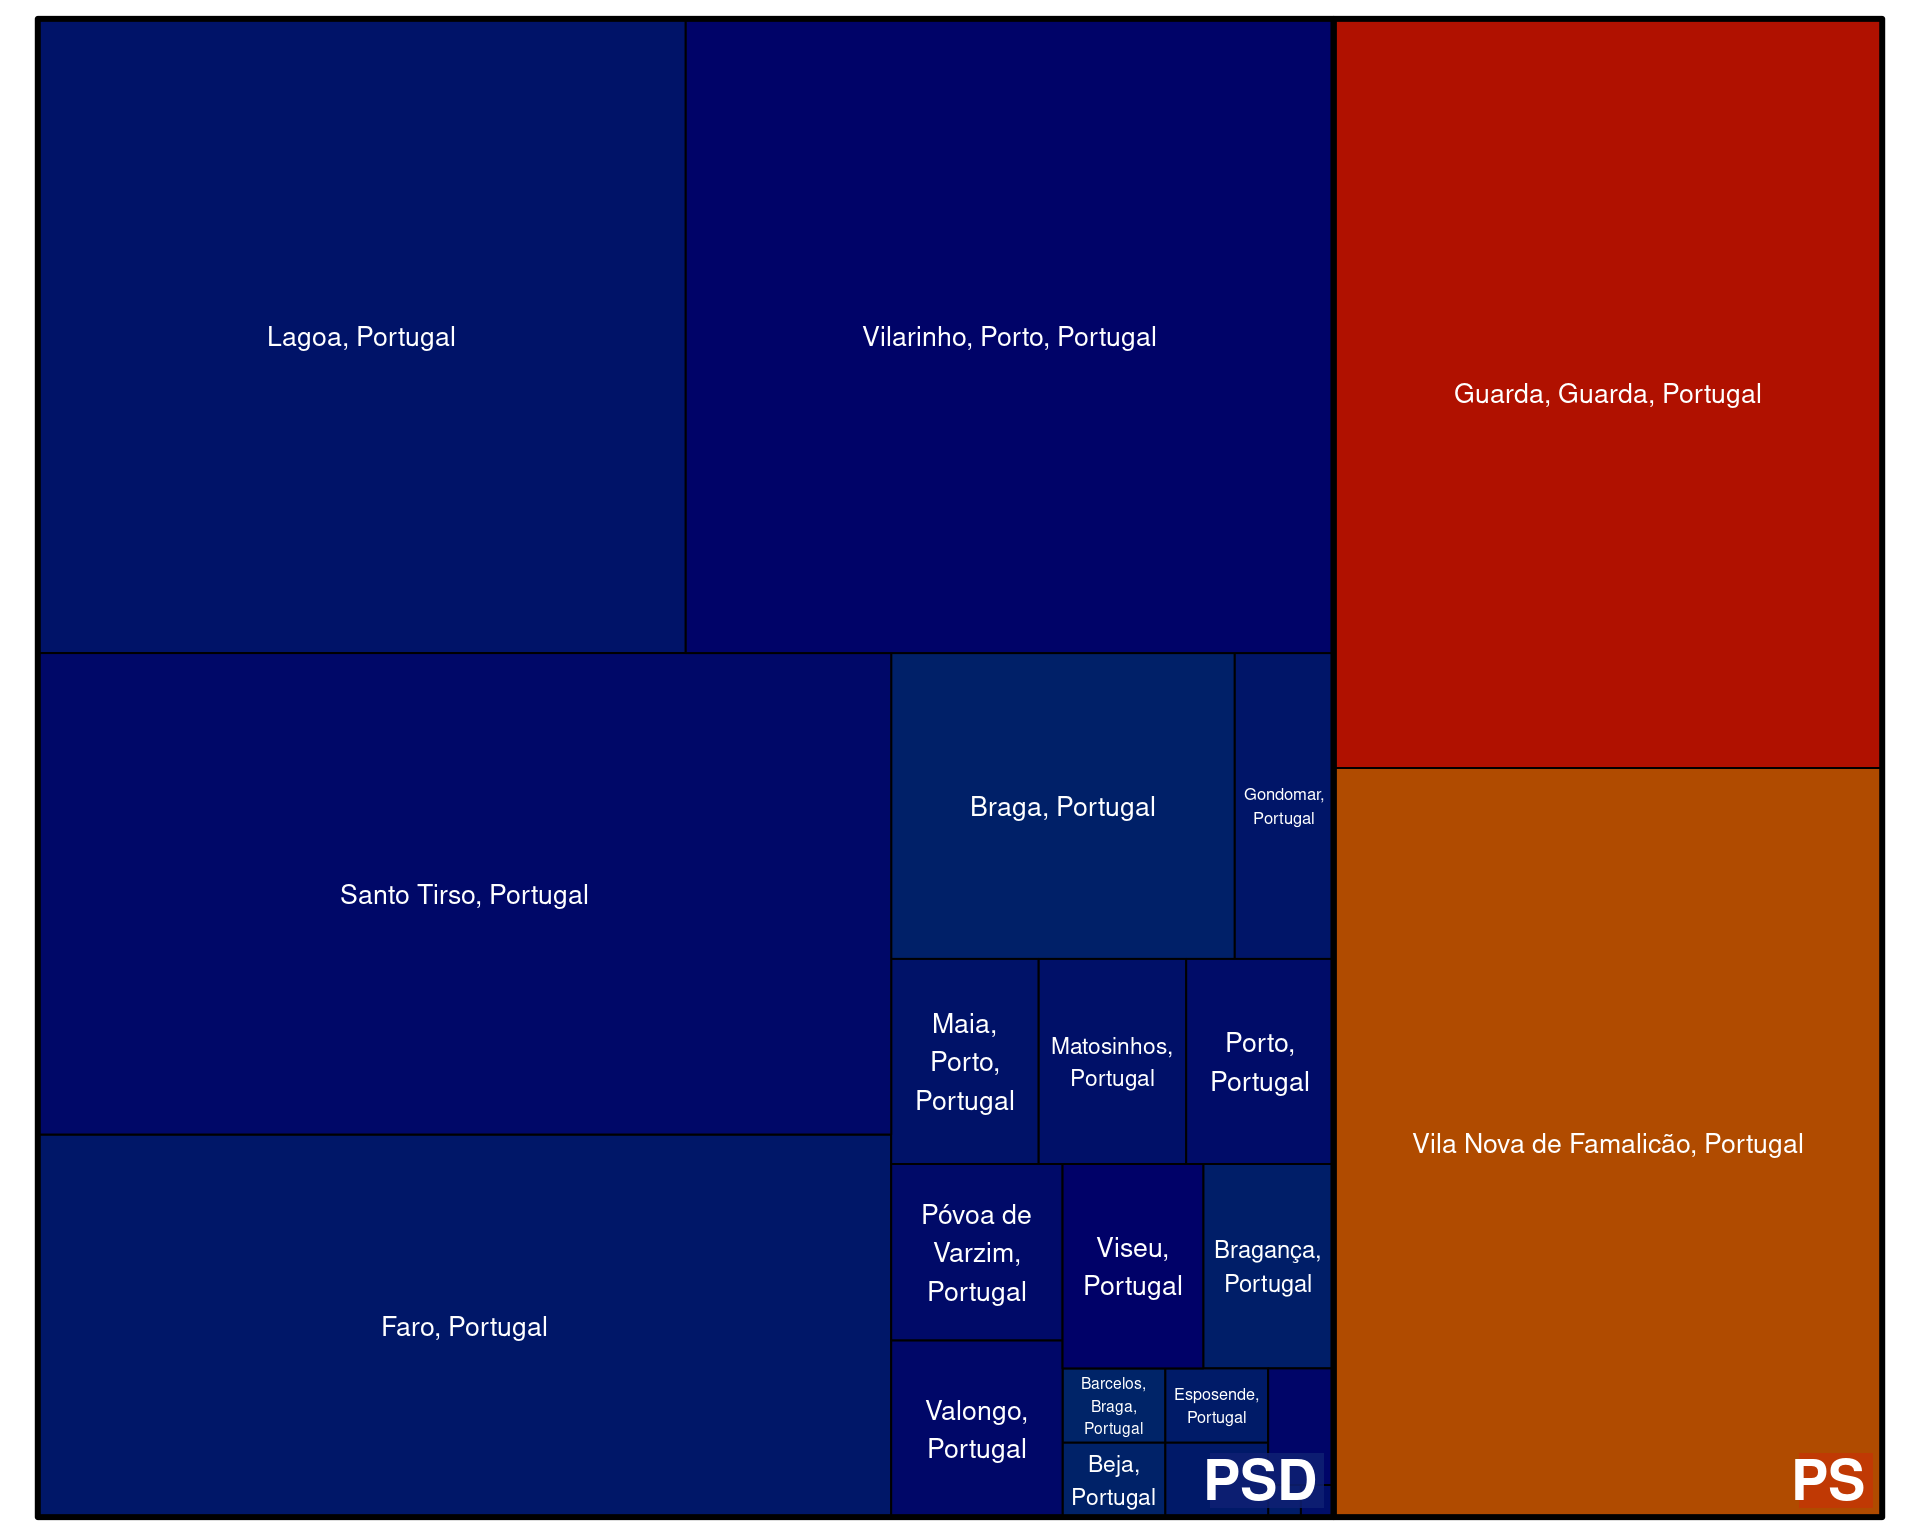 Lagoa, Portugal
Vilarinho, Porto, Portugal
Guarda, Guarda, Portugal
Santo Tirso, Portugal
Braga, Portugal
Gondomar,
Portugal
Maia,
Porto,
Portugal
Matosinhos,
Portugal
Porto,
Portugal
Vila Nova de Famalicão, Portugal
Faro, Portugal
Póvoa de
Varzim,
Portugal
Viseu,
Portugal
Bragança,
Portugal
Valongo,
Portugal
Barcelos,
Braga,
Portugal
Esposende,
Portugal
Beja,
Portugal
PSD
PS